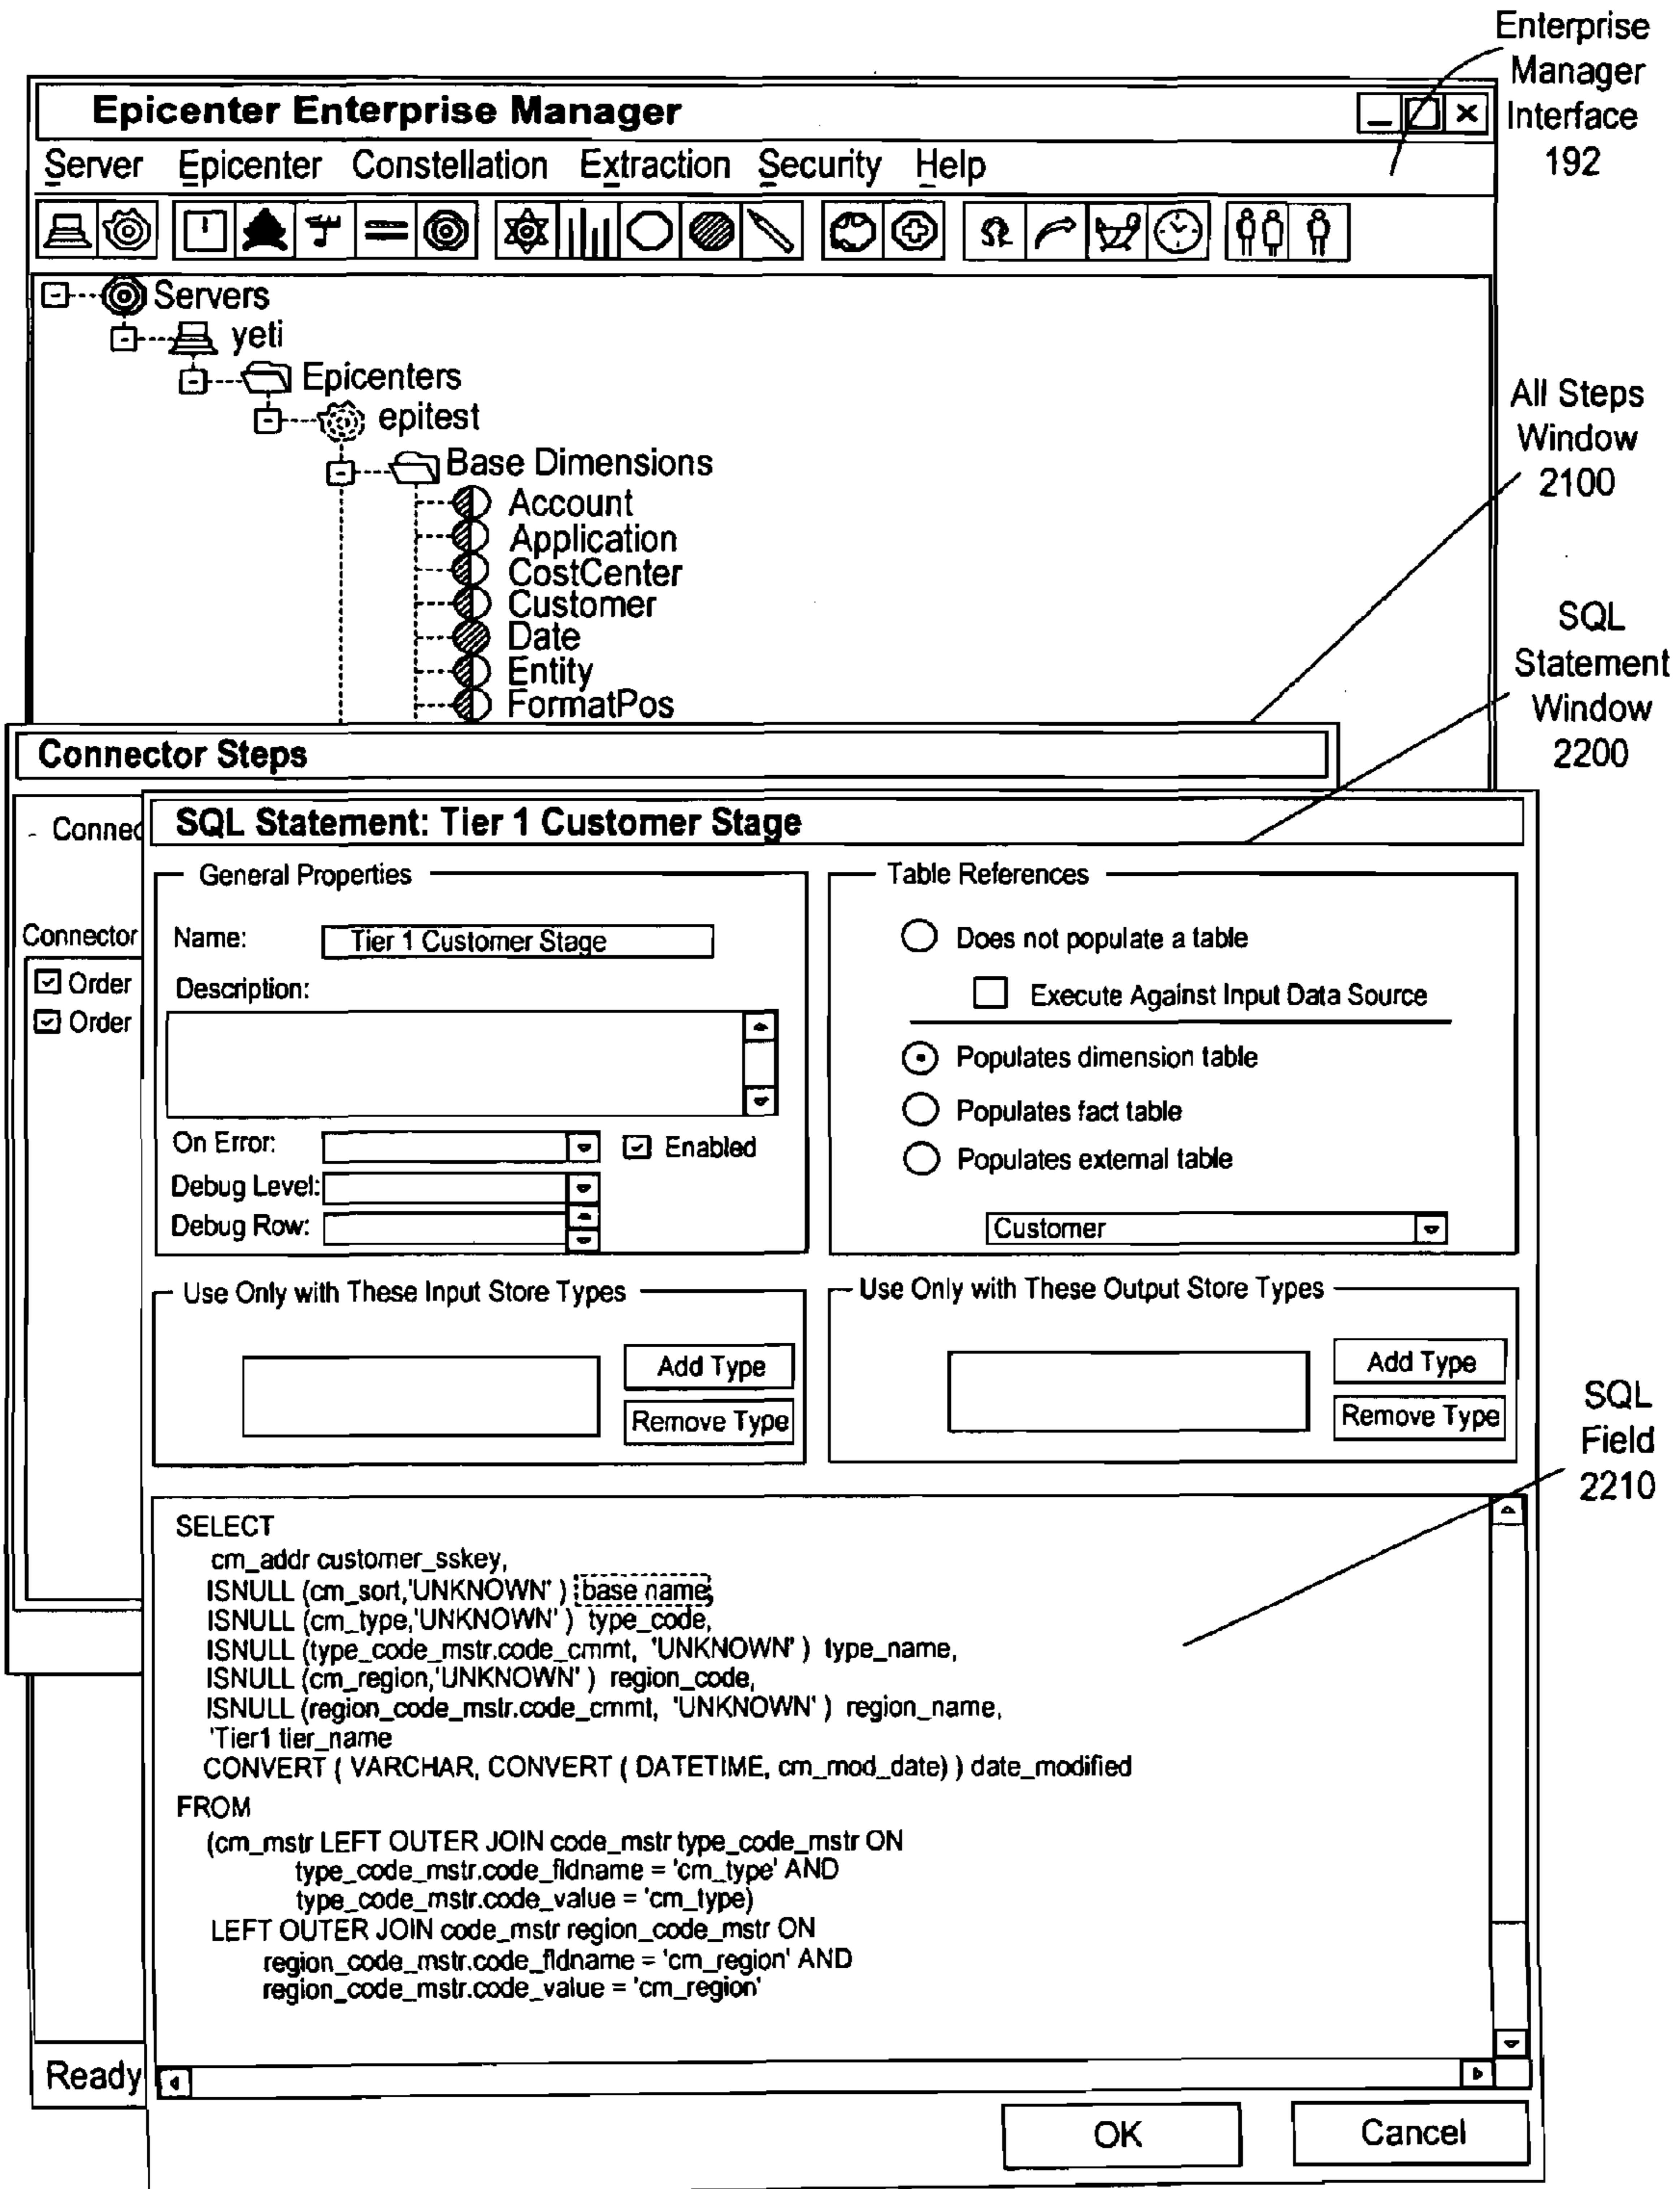 Enterprise
Manager
Interface
192
Epicenter Enterprise Manager
Server Epicenter Constellation Extraction Security Help
Servers
yeti
Epicenters
epitest
Base Dimensions
Account
Application
CostCenter
Customer
Date
Entity
FormatPos
All Steps
Window
2100
SQL
Statement
Window
2200
Connector Steps
Connec
Connector
Order
Order
SQL Statement: Tier 1 Customer Stage
General Properties
Name: Tier 1 Customer Stage
Description:
On Error: Enabled
Debug Level:
Debug Row:
Table References
Does not populate a table
Execute Against Input Data Source
Populates dimension table
Populates fact table
Populates external table
Customer
Use Only with These Input Store Types
Add Type
Remove Type
Use Only with These Output Store Types
Add Type
Remove Type
SQL
Field
2210
SELECT
cm_addr customer_sskey,
ISNULL (cm_sort,'UNKNOWN' ) base name,
ISNULL (cm_type,'UNKNOWN' ) type_code,
ISNULL (type_code_mstr.code_cmmt, 'UNKNOWN' ) type_name,
ISNULL (cm_region,'UNKNOWN' ) region_code,
ISNULL (region_code_mstr.code_cmmt, 'UNKNOWN' ) region_name,
'Tier1 tier_name
CONVERT ( VARCHAR, CONVERT ( DATETIME, cm_mod_date) ) date_modified
FROM
(cm_mstr LEFT OUTER JOIN code_mstr type_code_mstr ON
type_code_mstr.code_fldname = 'cm_type' AND
type_code_mstr.code_value = 'cm_type)
LEFT OUTER JOIN code_mstr region_code_mstr ON
region_code_mstr.code_fldname = 'cm_region' AND
region_code_mstr.code_value = 'cm_region'
Ready
OK
Cancel